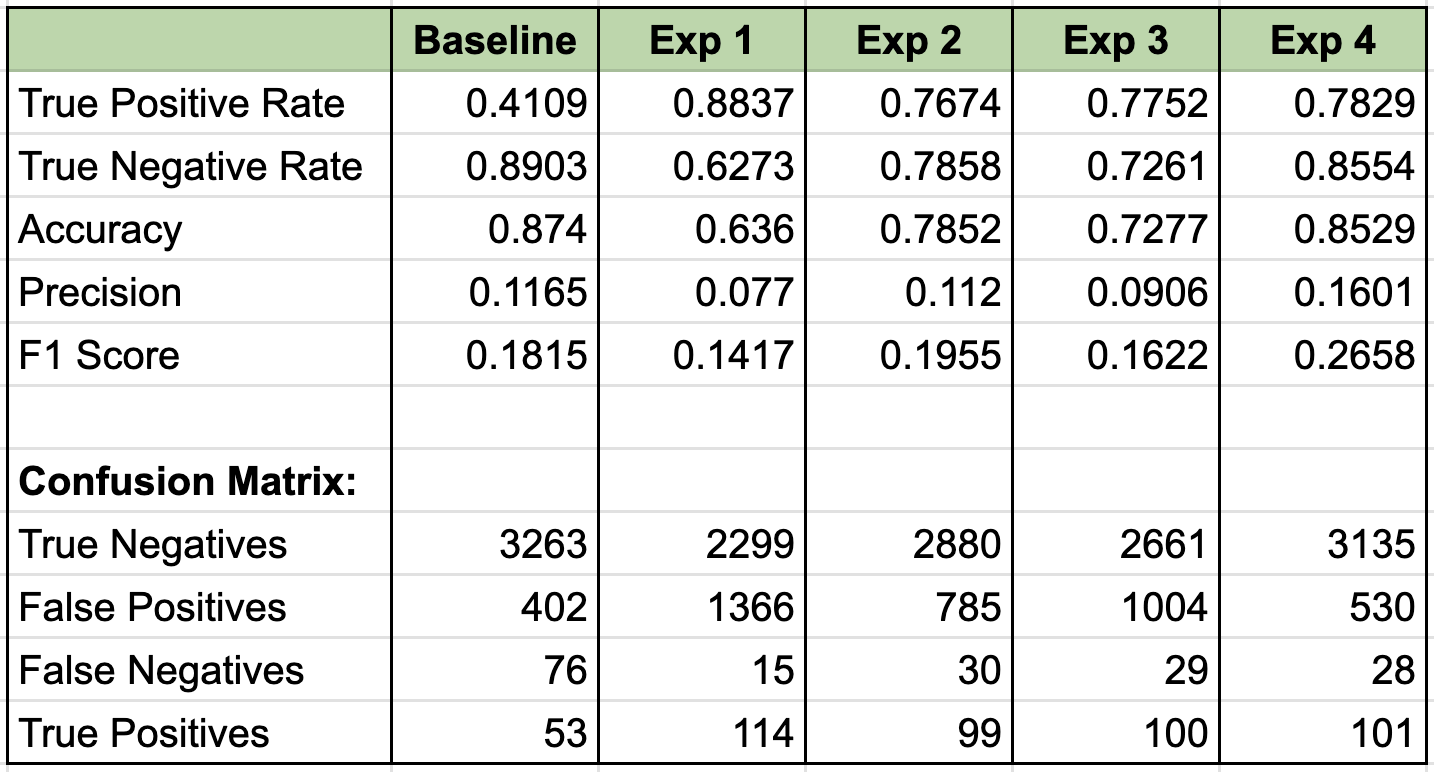 Baseline Exp 1 Exp 2 Exp 3 Exp 4
True Positive Rate 0.4109 0.8837 0.7674 0.7752 0.7829
True Negative Rate 0.8903 0.6273 0.7858 0.7261 0.8554
Accuracy 0.874 0.636 0.7852 0.7277 0.8529
Precision 0.1165 0.077 0.112 0.0906 0.1601
F1 Score 0.1815 0.1417 0.1955 0.1622 0.2658
Confusion Matrix:
True Negatives 3263 2299 2880 2661 3135
False Positives 402 1366 785 1004 530
False Negatives 76 15 30 29 28
True Positives 53 114 99 100 101